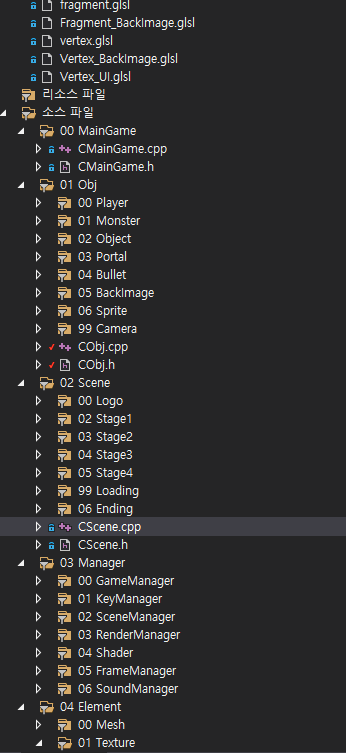 fragment.glsl
Fragment_BackImage.glsl
vertex.glsl
Vertex_BackImage.glsl
Vertex_UI.glsl
리소스 파일
소스 파일
00 MainGame
CMainGame.cpp
CMainGame.h
01 Obj
00 Player
01 Monster
02 Object
03 Portal
04 Bullet
05 BackImage
06 Sprite
99 Camera
CObj.cpp
CObj.h
02 Scene
00 Logo
02 Stage1
03 Stage2
04 Stage3
05 Stage4
99 Loading
06 Ending
CScene.cpp
CScene.h
03 Manager
00 GameManager
01 KeyManager
02 SceneManager
03 RenderManager
04 Shader
05 FrameManager
06 SoundManager
04 Element
00 Mesh
01 Texture